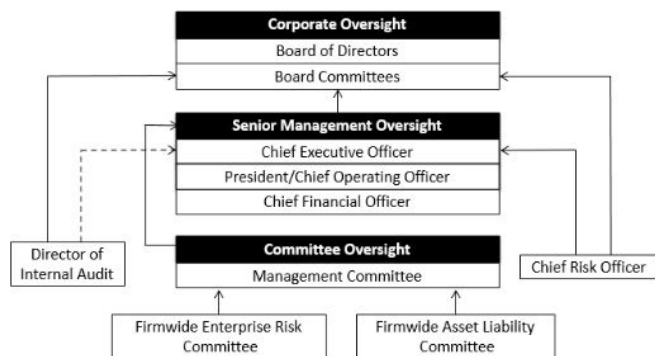 Corporate Oversight
Board of Directors
Board Committees
Senior Management Oversight
Chief Executive Officer
President/Chief Operating Officer
Chief Financial Officer
Director of
Internal Audit
Committee Oversight
Management Committee
Chief Risk Officer
Firmwide Enterprise Risk
Committee
Firmwide Asset Liability
Committee